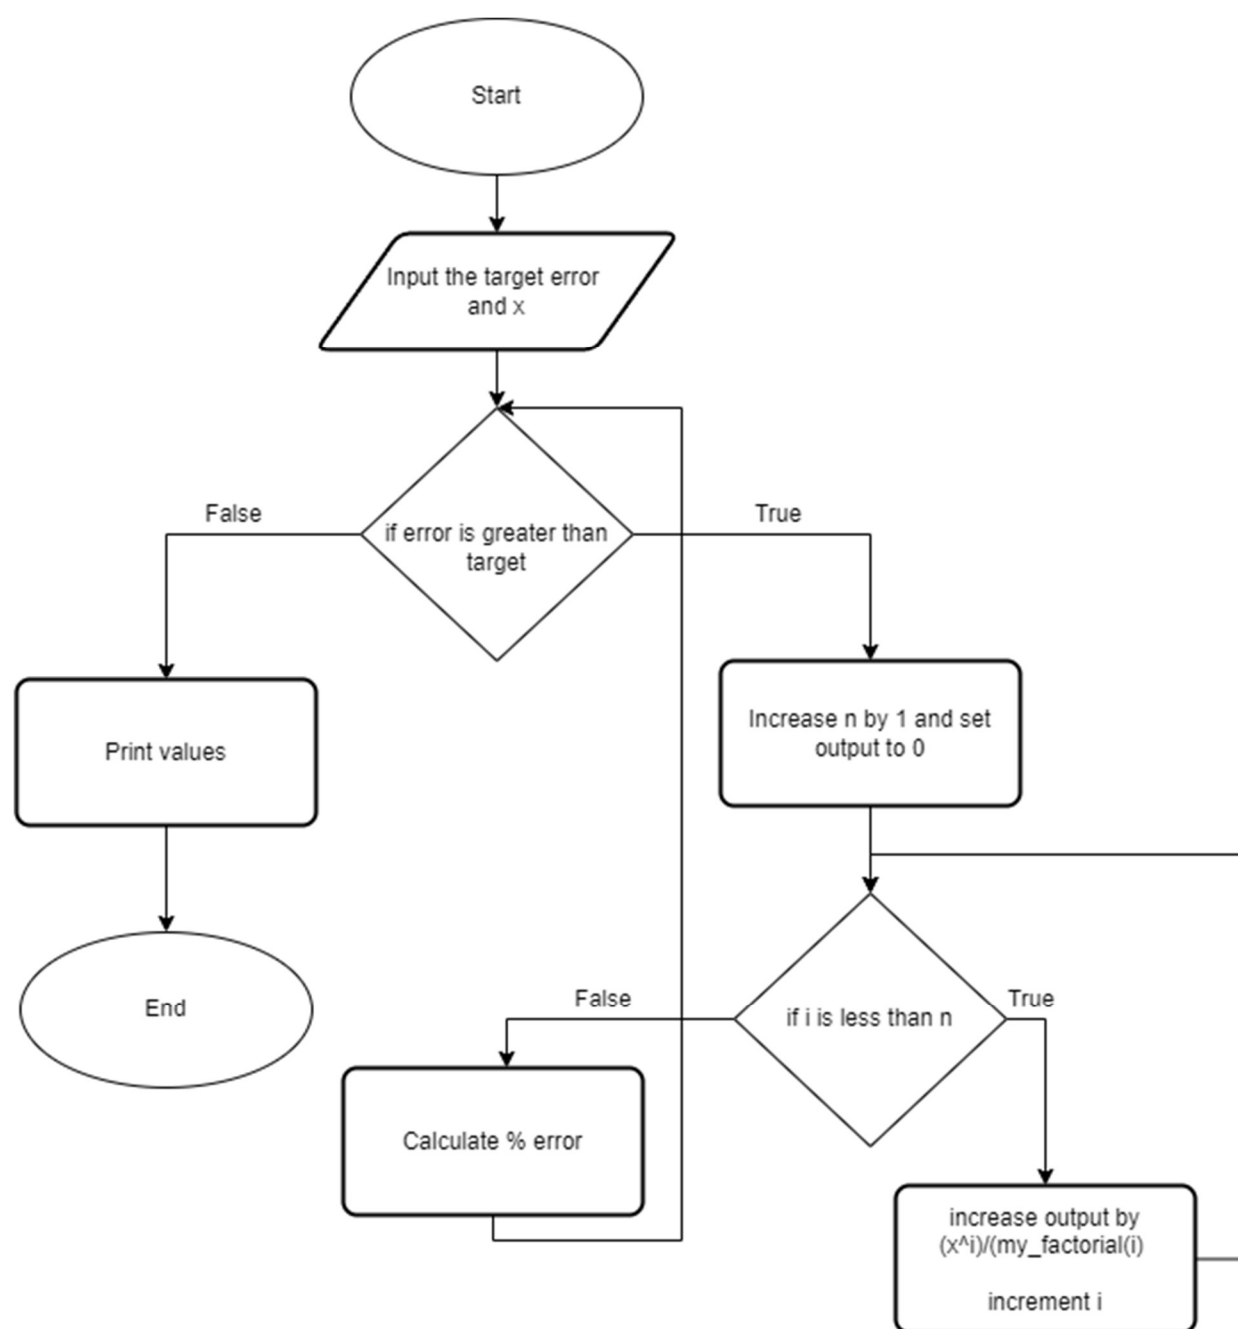 Start
Input the target error
and x
False
True
if error is greater than
target
Increase n by 1 and set
output to 0
Print values
False
True
if i is less than n
End
Calculate % error
increase output by
(x^i)/(my_factorial(i)
increment i